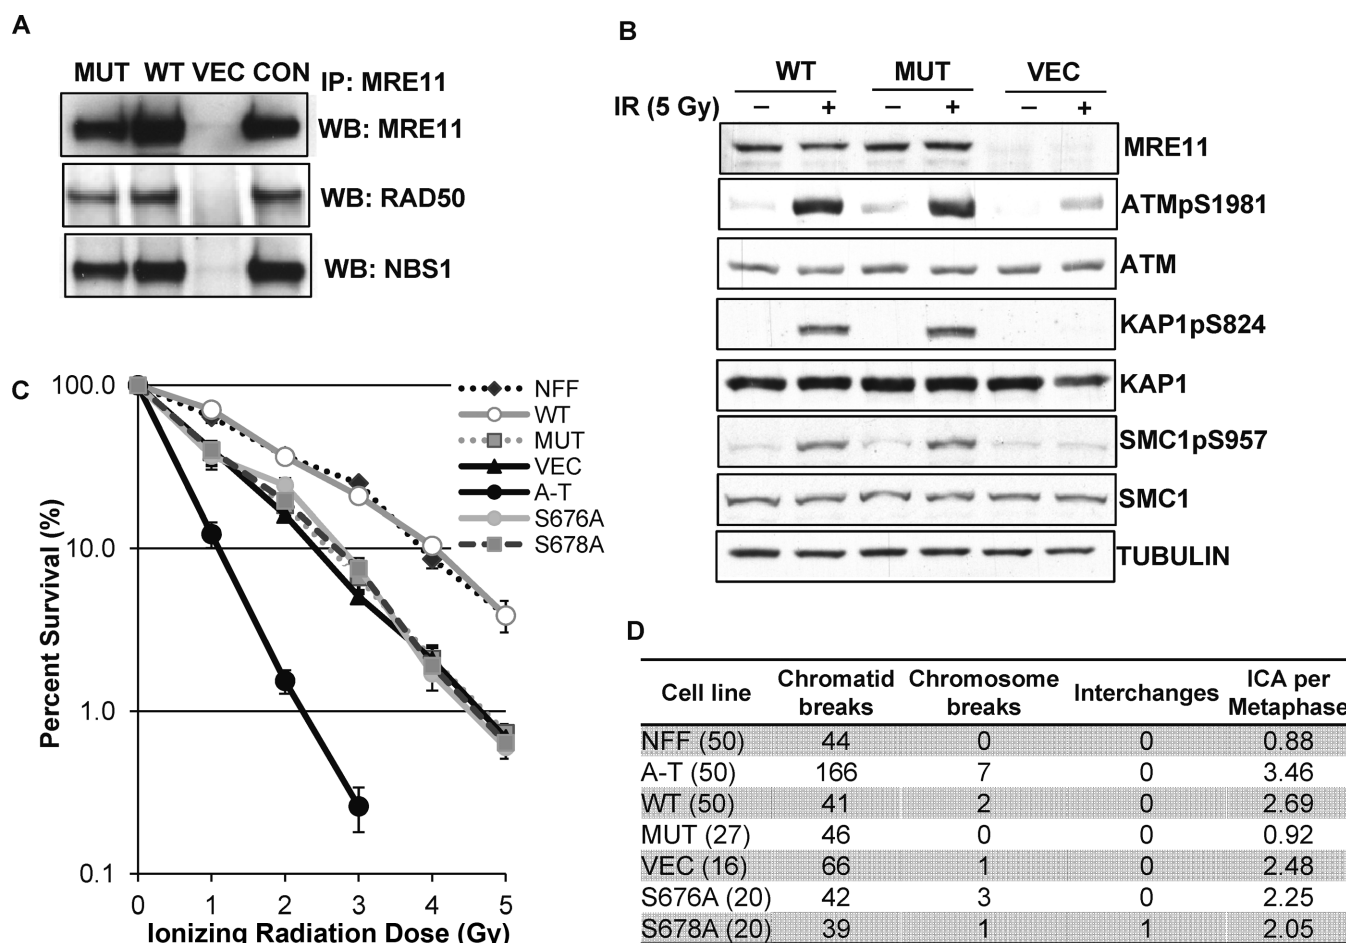 A
MUT WT VEC CON
IP: MRE11
WB: MRE11
WB: RAD50
WB: NBS1
B
WT MUT VEC
IR (5 Gy) – + – + – +
MRE11
ATMpS1981
ATM
KAP1pS824
KAP1
SMC1pS957
SMC1
TUBULIN
C
Percent Survival (%)
100.0
10.0
1.0
0.1
0 1 2 3 4 5
Ionizing Radiation Dose (Gy)
NFF
WT
MUT
VEC
A-T
S676A
S678A
D
Cell line Chromatid breaks Chromosome breaks Interchanges ICA per Metaphase
NFF (50) 44 0 0 0.88
A-T (50) 166 7 0 3.46
WT (50) 41 2 0 2.69
MUT (27) 46 0 0 0.92
VEC (16) 66 1 0 2.48
S676A (20) 42 3 0 2.25
S678A (20) 39 1 1 2.05